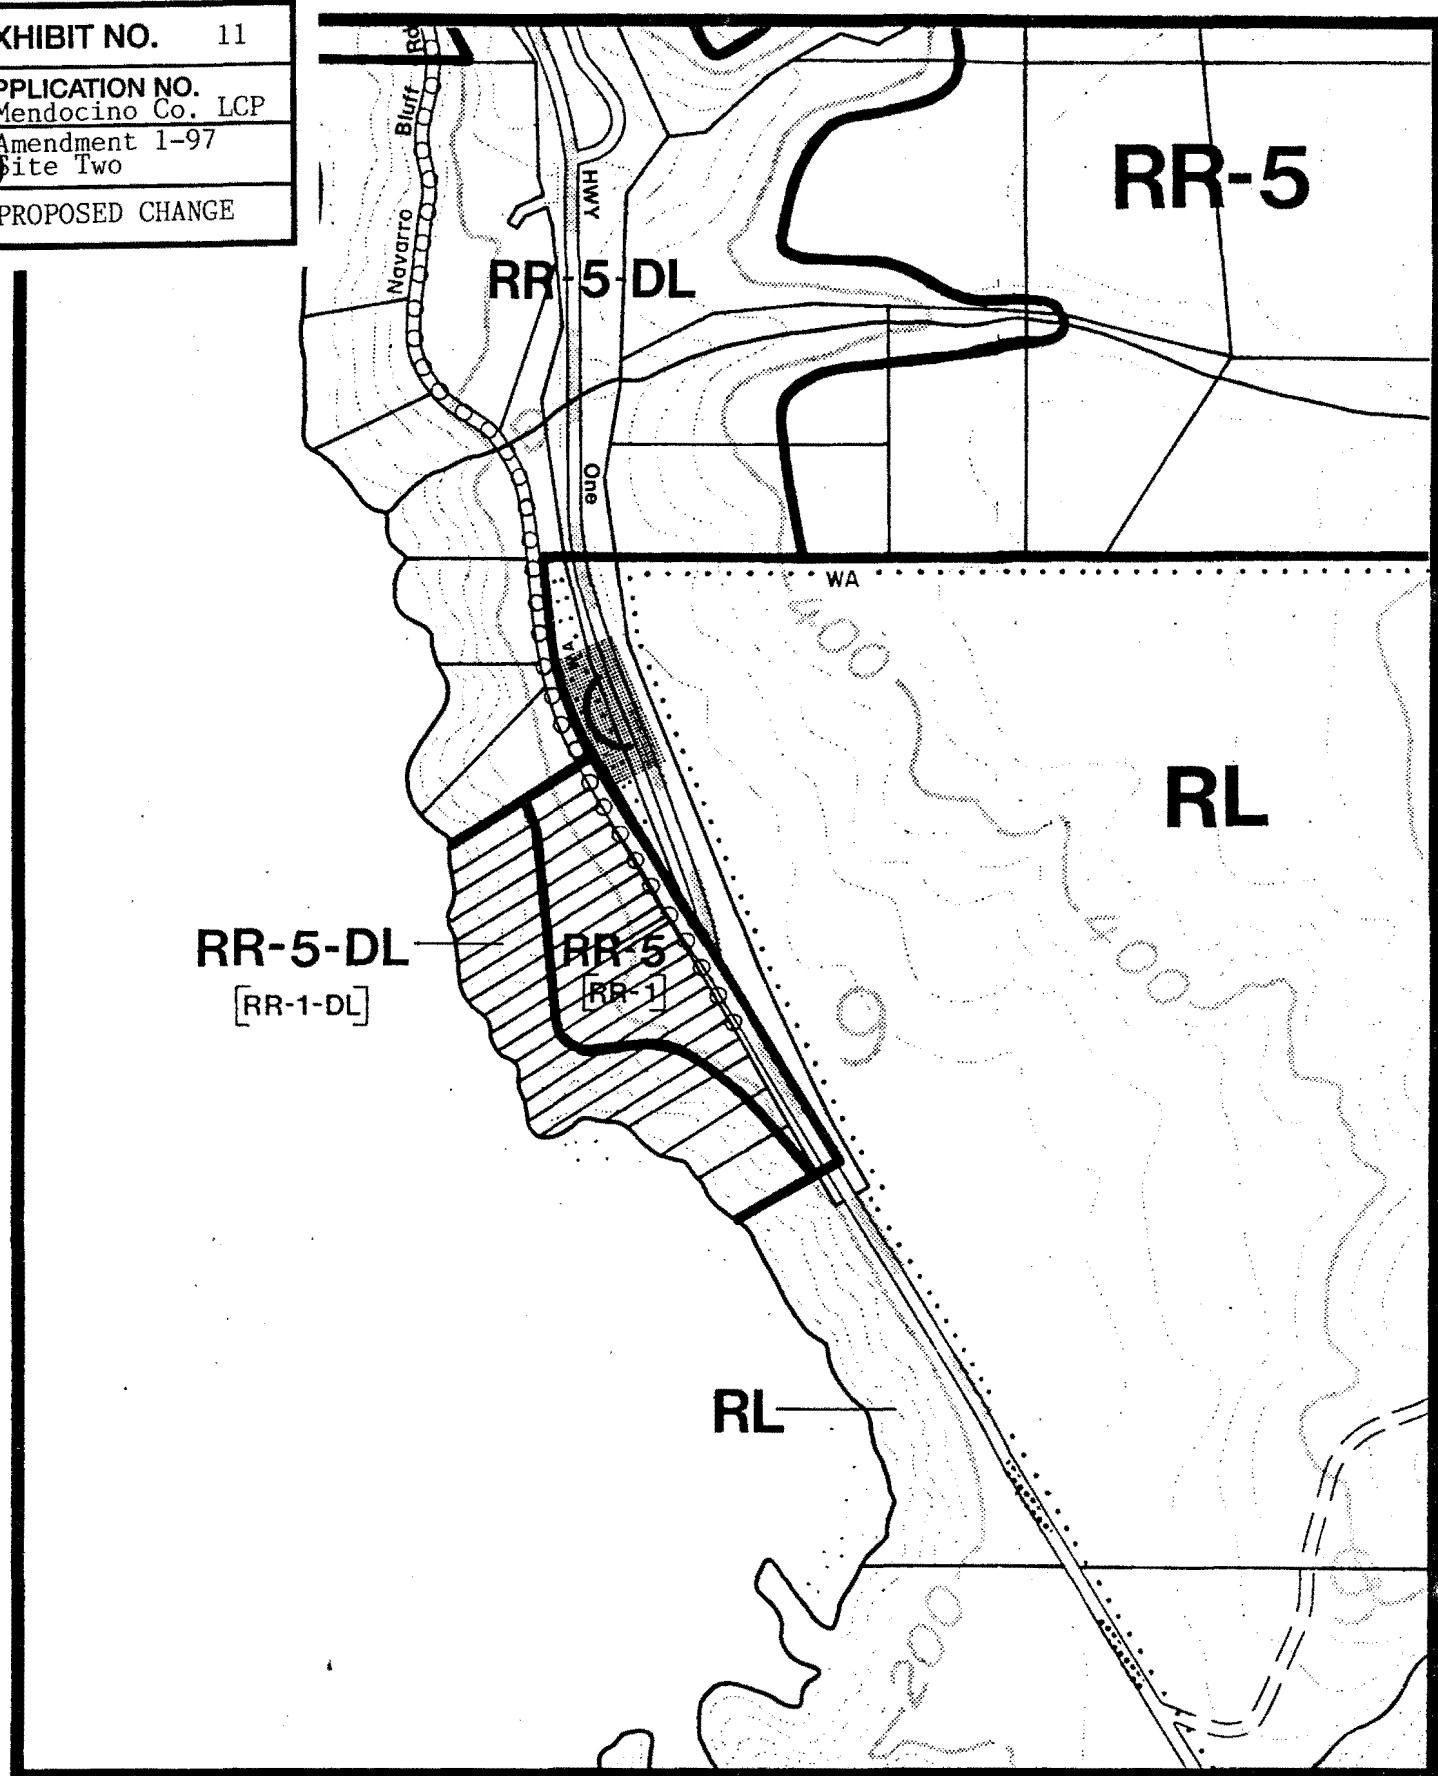 XHIBIT NO. 11
PPLICATION NO.
Mendocino Co. LCP
Amendment 1-97
Site Two
PROPOSED CHANGE
Navarro Bluff Rd
HWY
One
RR-5
RR-5-DL
WA
WA
400
RL
RR-5-DL
[RR-1-DL]
RR-5
[RR-1]
400
9
RL
200